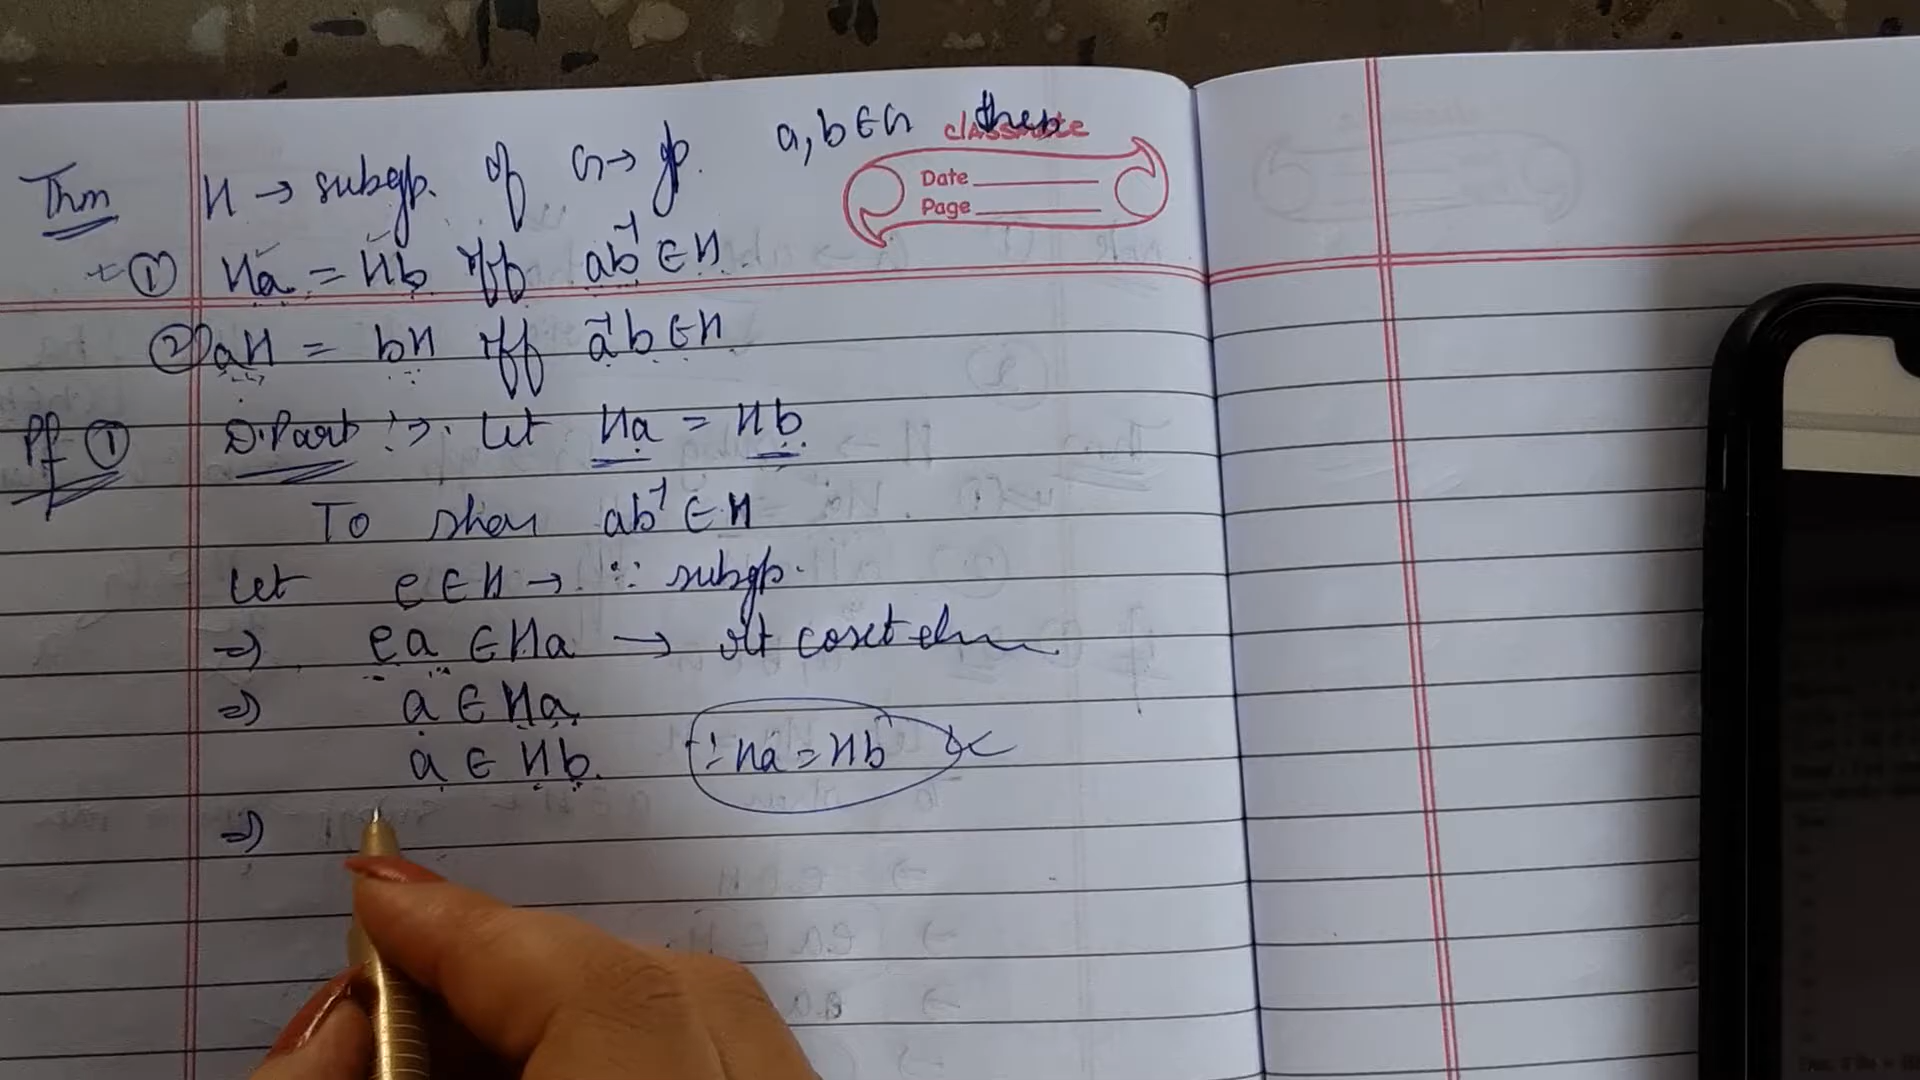 Thm H → subgp. of G → gp. a, b ∈ G then
classmate
Date
Page
① Ha = Hb iff ab⁻¹ ∈ H.
② aH = bH iff a⁻¹b ∈ H
Pf ① D.Part :→. Let Ha = Hb.
To show ab⁻¹ ∈ H
Let e ∈ H → ∵ subgp.
⇒ ea ∈ Ha → rt coset elm
⇒ a ∈ Ha
a ∈ Hb. ∵ Ha = Hb
⇒